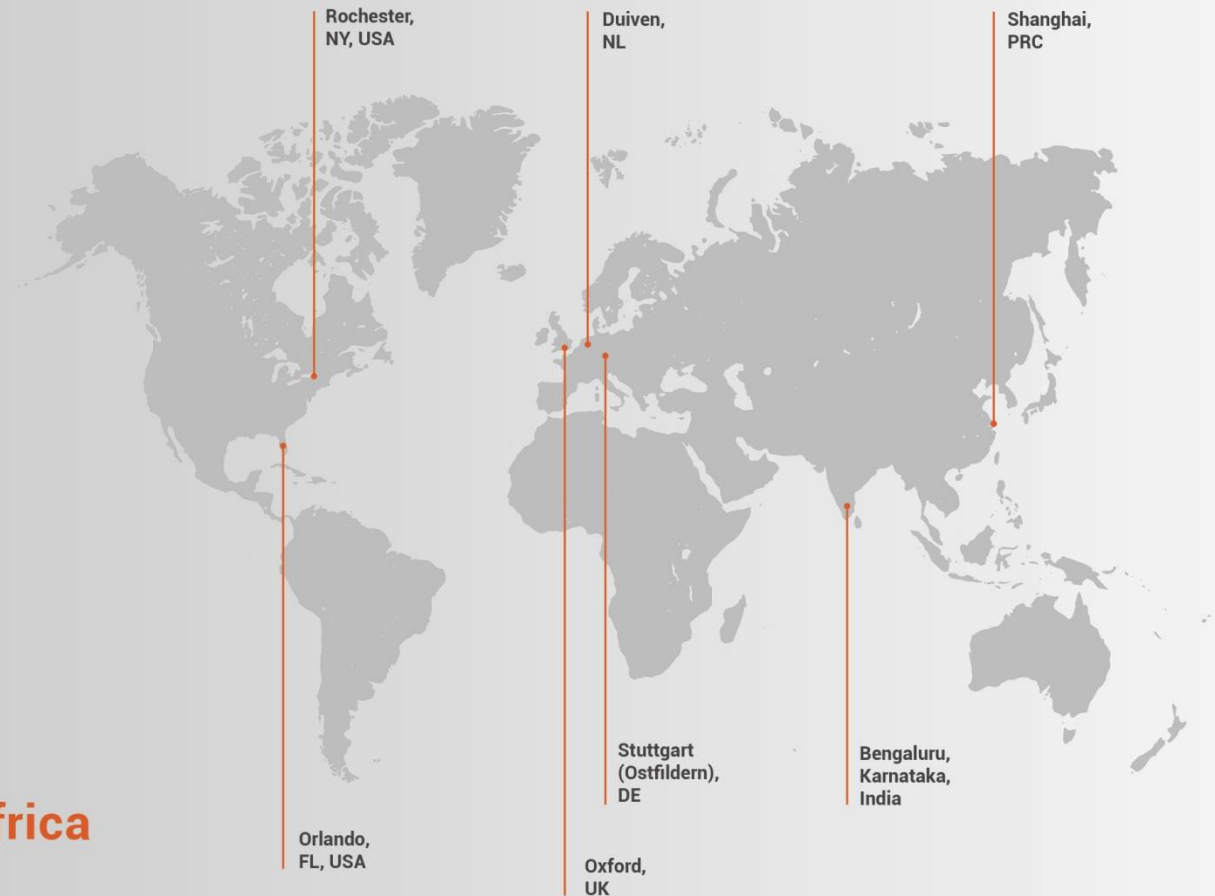 Rochester,
NY, USA
Duiven,
NL
Shanghai,
PRC
Stuttgart
(Ostfildern),
DE
Bengaluru,
Karnataka,
India
frica
Orlando,
FL, USA
Oxford,
UK